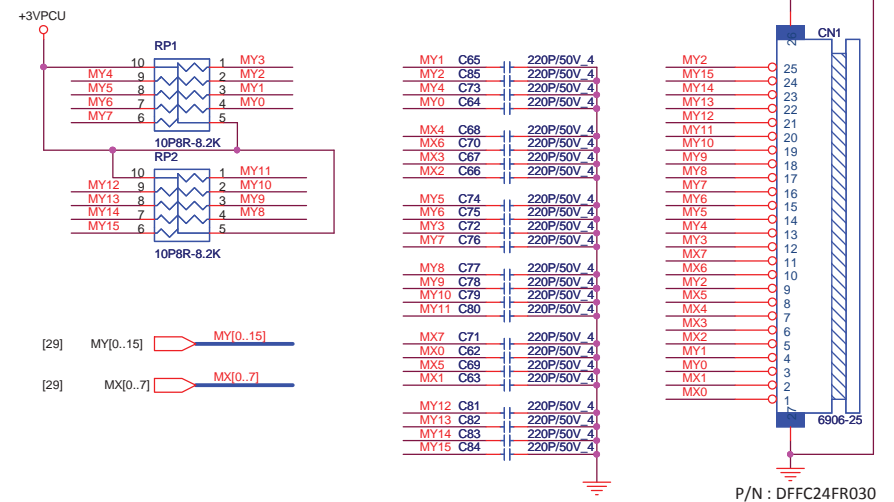 +3VPCU
RP1
10 1 MY3
MY4 9 2 MY2
MY5 8 3 MY1
MY6 7 4 MY0
MY7 6 5
10P8R-8.2K
RP2
10 1 MY11
MY12 9 2 MY10
MY13 8 3 MY9
MY14 7 4 MY8
MY15 6 5
10P8R-8.2K
[29] MY[0..15] MY[0..15]
[29] MX[0..7] MX[0..7]
MY1 C65 220P/50V_4
MY2 C85 220P/50V_4
MY4 C73 220P/50V_4
MY0 C64 220P/50V_4
MX4 C68 220P/50V_4
MX6 C70 220P/50V_4
MX3 C67 220P/50V_4
MX2 C66 220P/50V_4
MY5 C74 220P/50V_4
MY6 C75 220P/50V_4
MY3 C72 220P/50V_4
MY7 C76 220P/50V_4
MY8 C77 220P/50V_4
MY9 C78 220P/50V_4
MY10 C79 220P/50V_4
MY11 C80 220P/50V_4
MX7 C71 220P/50V_4
MX0 C62 220P/50V_4
MX5 C69 220P/50V_4
MX1 C63 220P/50V_4
MY12 C81 220P/50V_4
MY13 C82 220P/50V_4
MY14 C83 220P/50V_4
MY15 C84 220P/50V_4
CN1
26
MY2 25
MY15 24
MY14 23
MY13 22
MY12 21
MY11 20
MY10 19
MY9 18
MY8 17
MY7 16
MY6 15
MY5 14
MY4 13
MY3 12
MX7 11
MX6 10
MY2 9
MX5 8
MX4 7
MX3 6
MX2 5
MY1 4
MY0 3
MX1 2
MX0 1
27
6906-25
P/N : DFFC24FR030